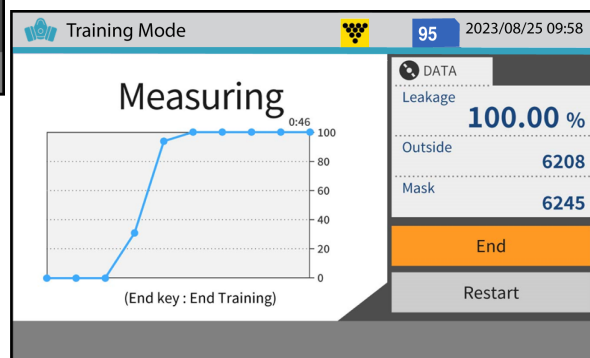 Training Mode
95
2023/08/25 09:58
Measuring
0:46
100
80
60
40
20
0
(End key : End Training)
DATA
Leakage
100.00 %
Outside
6208
Mask
6245
End
Restart